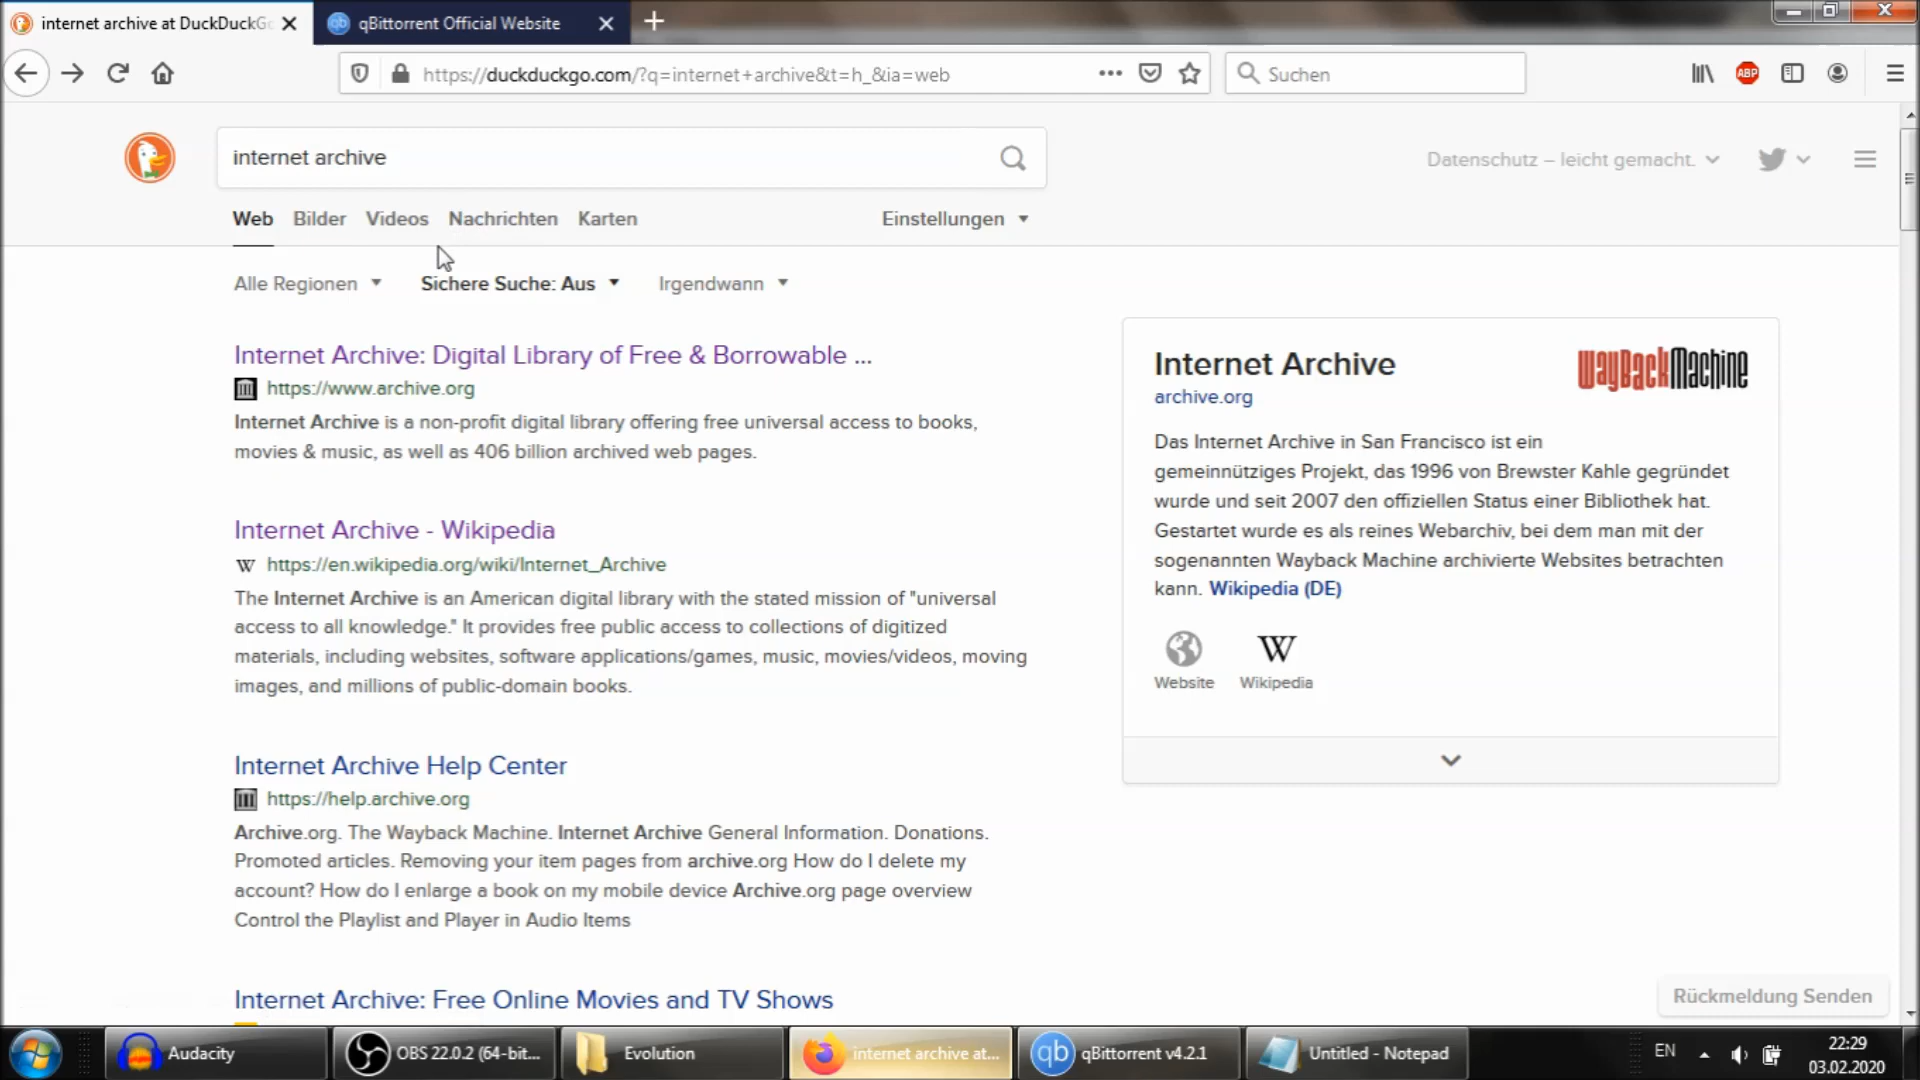 internet archive at DuckDuckGo
qBittorrent Official Website
https://duckduckgo.com/?q=internet+archive&t=h_&ia=web
Suchen
ABP
internet archive
Datenschutz – leicht gemacht.
Web Bilder Videos Nachrichten Karten Einstellungen
Alle Regionen Sichere Suche: Aus Irgendwann
Internet Archive: Digital Library of Free & Borrowable ...
https://www.archive.org
Internet Archive is a non-profit digital library offering free universal access to books,
movies & music, as well as 406 billion archived web pages.
Internet Archive - Wikipedia
W https://en.wikipedia.org/wiki/Internet_Archive
The Internet Archive is an American digital library with the stated mission of "universal
access to all knowledge." It provides free public access to collections of digitized
materials, including websites, software applications/games, music, movies/videos, moving
images, and millions of public-domain books.
Internet Archive Help Center
https://help.archive.org
Archive.org. The Wayback Machine. Internet Archive General Information. Donations.
Promoted articles. Removing your item pages from archive.org How do I delete my
account? How do I enlarge a book on my mobile device Archive.org page overview
Control the Playlist and Player in Audio Items
Internet Archive: Free Online Movies and TV Shows
Internet Archive
WayBackMachine
archive.org
Das Internet Archive in San Francisco ist ein
gemeinnütziges Projekt, das 1996 von Brewster Kahle gegründet
wurde und seit 2007 den offiziellen Status einer Bibliothek hat.
Gestartet wurde es als reines Webarchiv, bei dem man mit der
sogenannten Wayback Machine archivierte Websites betrachten
kann. Wikipedia (DE)
W
Website Wikipedia
Rückmeldung Senden
Audacity
OBS 22.0.2 (64-bit...
Evolution
internet archive at...
qb qBittorrent v4.2.1
Untitled - Notepad
EN
22:29
03.02.2020